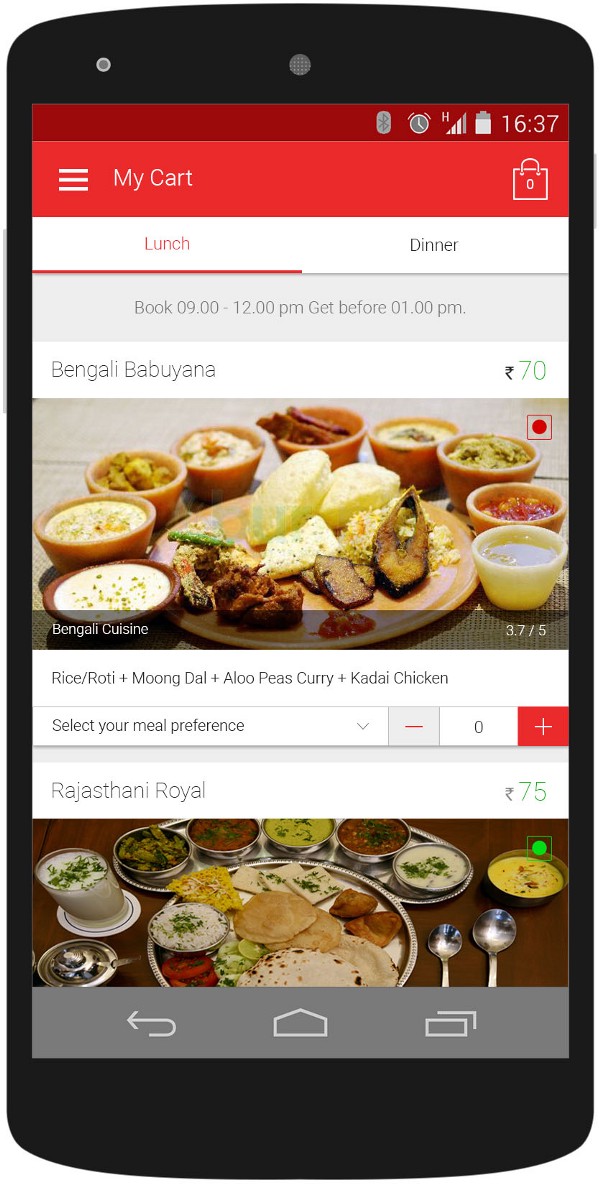 H 16:37
My Cart
0
Lunch Dinner
Book 09.00 - 12.00 pm Get before 01.00 pm.
Bengali Babuyana ₹ 70
Bengali Cuisine 3.7 / 5
Rice/Roti + Moong Dal + Aloo Peas Curry + Kadai Chicken
Select your meal preference — 0 +
Rajasthani Royal ₹ 75